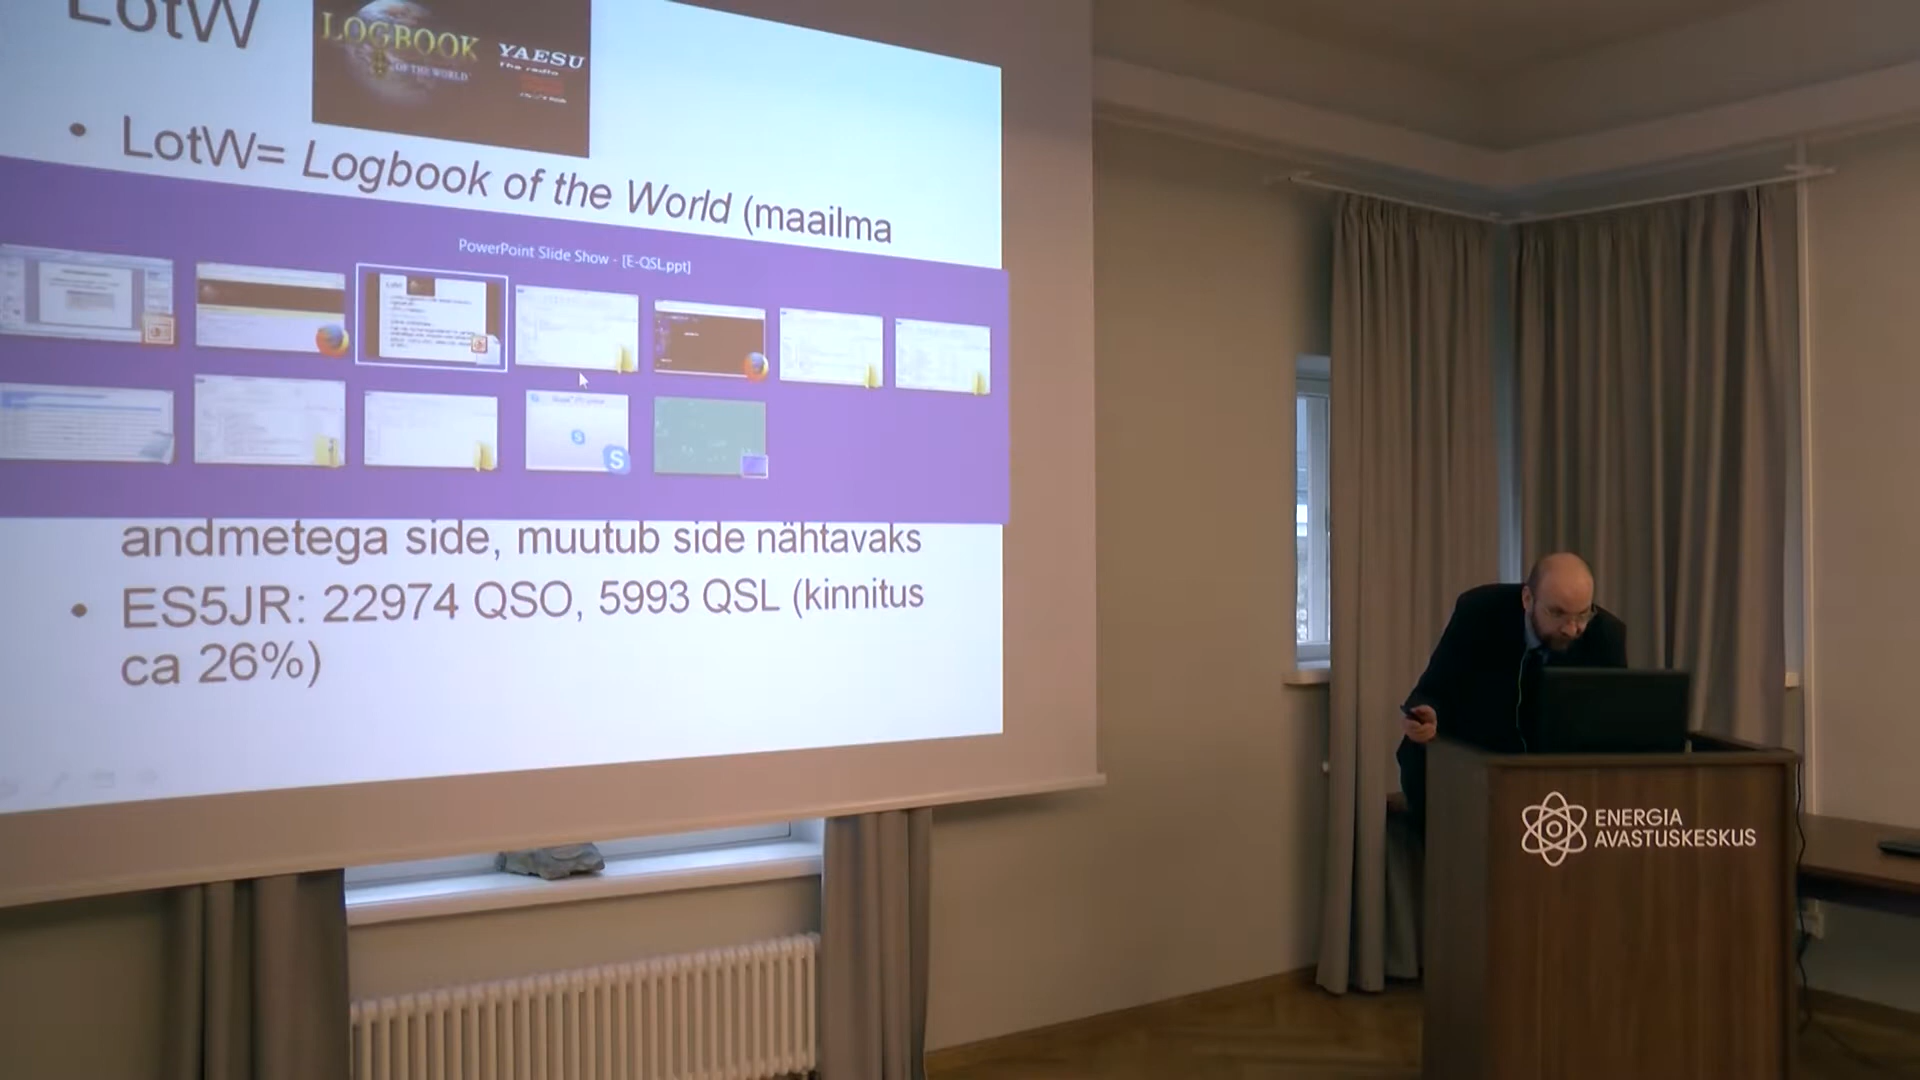 LotW
LOGBOOK
OF THE WORLD
YAESU
The radio
• LotW= Logbook of the World (maailma
PowerPoint Slide Show - [E-QSL.ppt]
andmetega side, muutub side nähtavaks
• ES5JR: 22974 QSO, 5993 QSL (kinnitus
ca 26%)
ENERGIA
AVASTUSKESKUS